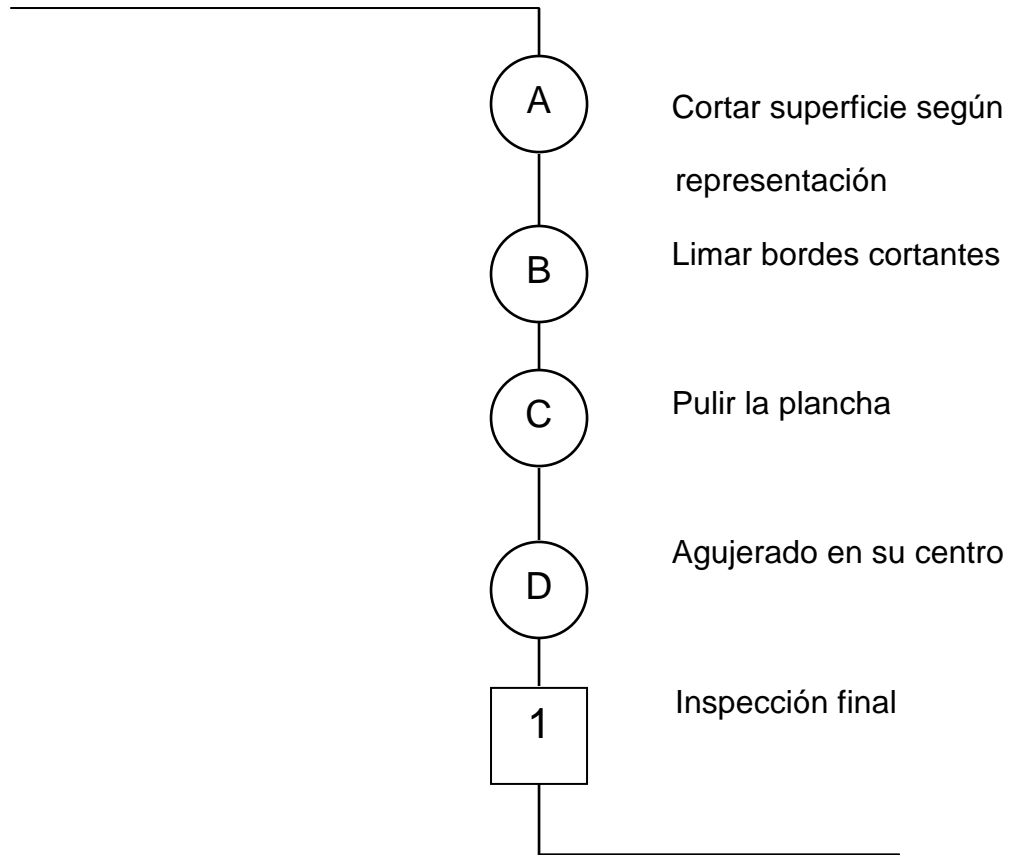 A
Cortar superficie según
representación
B
Limar bordes cortantes
C
Pulir la plancha
D
Agujerado en su centro
1
Inspección final